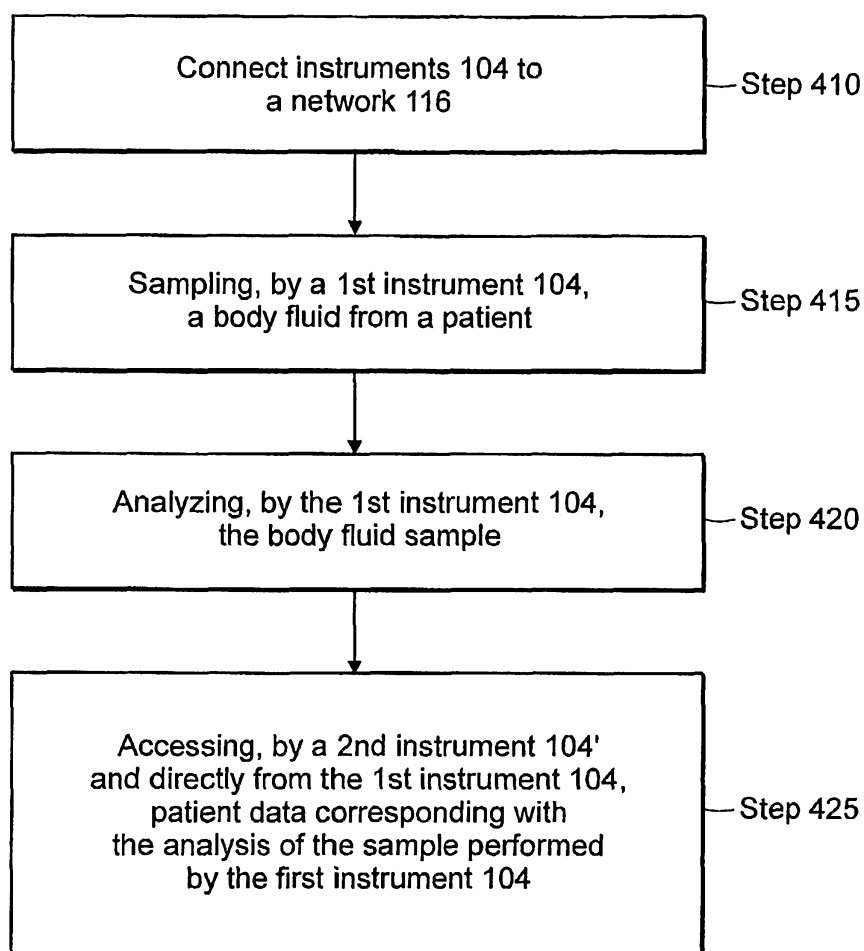 Connect instruments 104 to
a network 116
Step 410
Sampling, by a 1st instrument 104,
a body fluid from a patient
Step 415
Analyzing, by the 1st instrument 104,
the body fluid sample
Step 420
Accessing, by a 2nd instrument 104'
and directly from the 1st instrument 104,
patient data corresponding with
the analysis of the sample performed
by the first instrument 104
Step 425